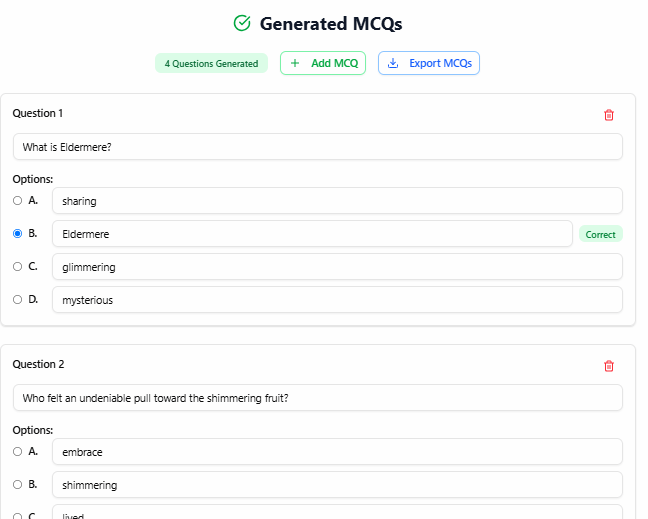 Generated MCQs
4 Questions Generated
Add MCQ
Export MCQs
Question 1
What is Eldermere?
Options:
A. sharing
B. Eldermere Correct
C. glimmering
D. mysterious
Question 2
Who felt an undeniable pull toward the shimmering fruit?
Options:
A. embrace
B. shimmering
C. lived